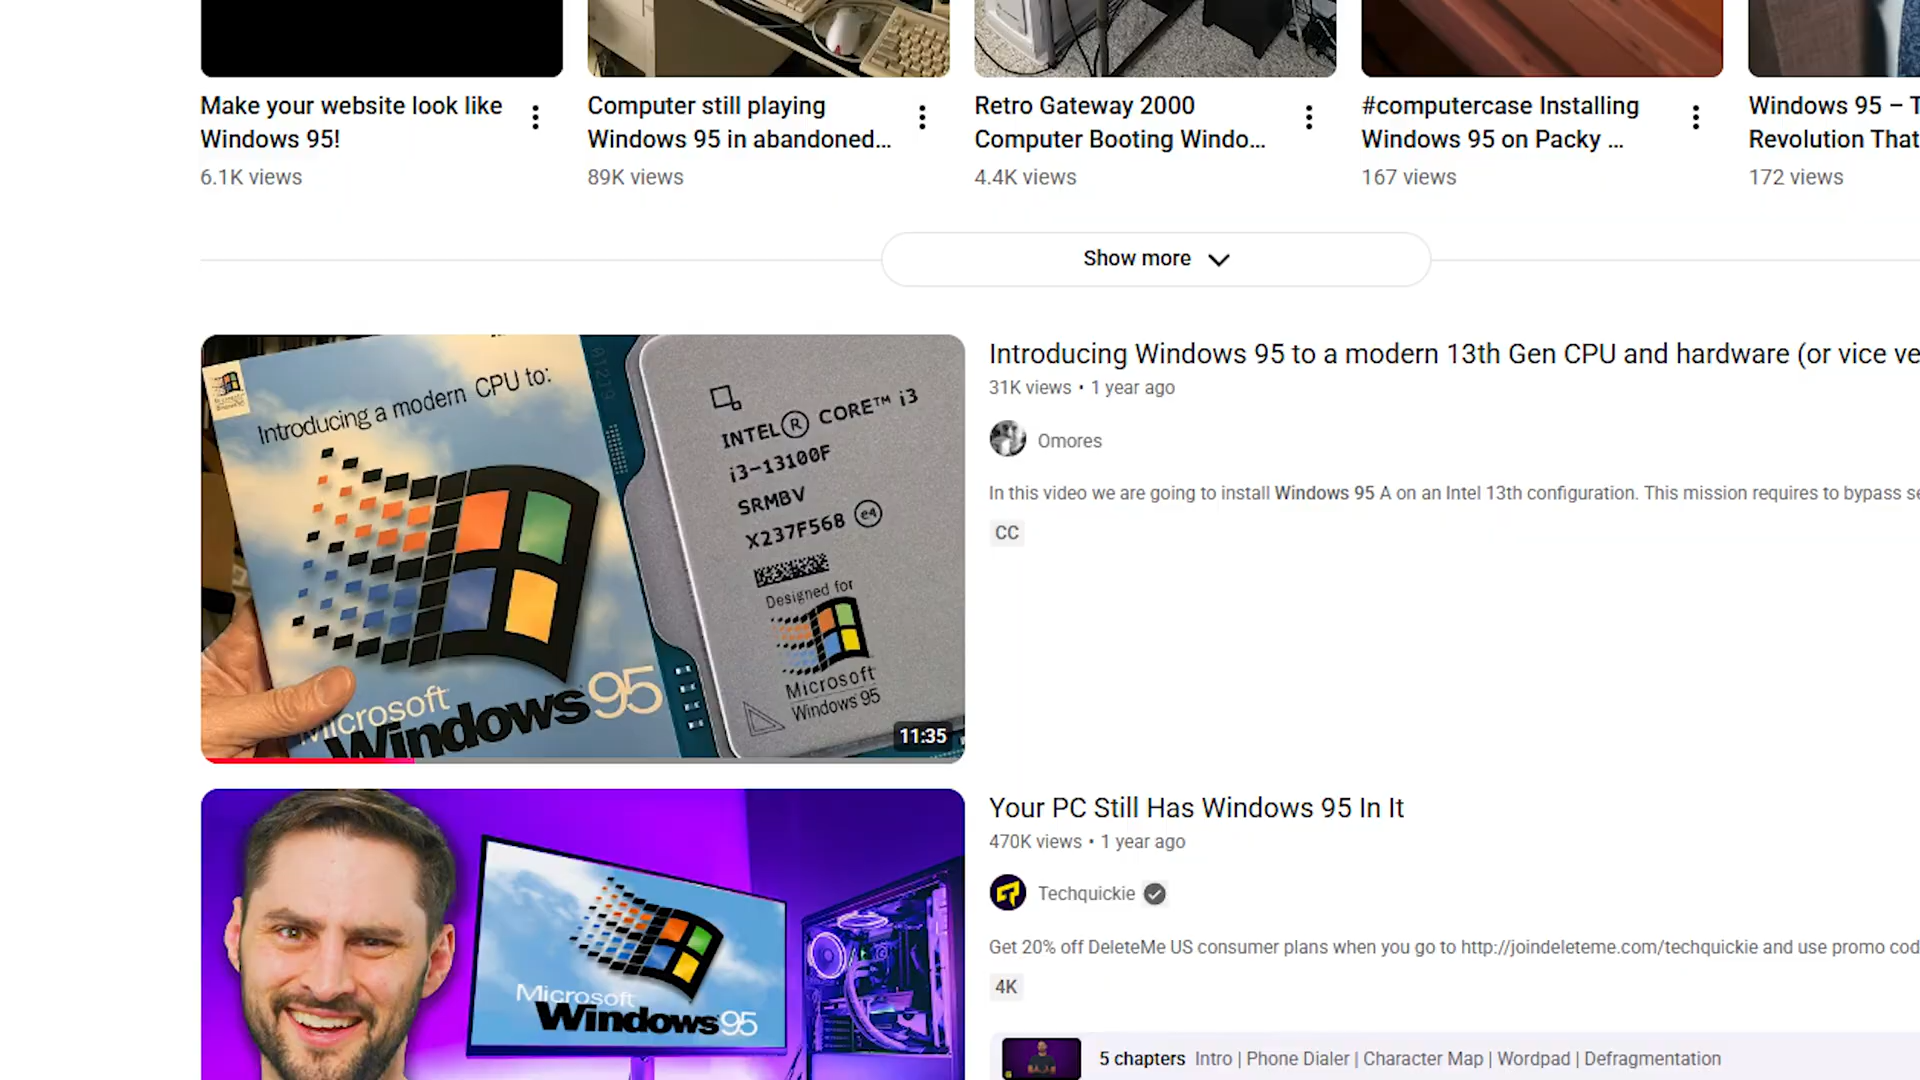 Make your website look like
Windows 95!
6.1K views
Computer still playing
Windows 95 in abandoned...
89K views
Retro Gateway 2000
Computer Booting Windo...
4.4K views
#computercase Installing
Windows 95 on Packy ...
167 views
Windows 95 –
Revolution That
172 views
Show more
Introducing a modern CPU to:
Microsoft
Windows 95
INTEL® CORE™ i3
i3-13100F
SRMBV
X237F568 e4
Designed for
Microsoft
Windows 95
11:35
Introducing Windows 95 to a modern 13th Gen CPU and hardware (or vice ve
31K views • 1 year ago
Omores
In this video we are going to install Windows 95 A on an Intel 13th configuration. This mission requires to bypass se
CC
Microsoft
Windows 95
Your PC Still Has Windows 95 In It
470K views • 1 year ago
Techquickie
Get 20% off DeleteMe US consumer plans when you go to http://joindeleteme.com/techquickie and use promo cod
4K
5 chapters Intro | Phone Dialer | Character Map | Wordpad | Defragmentation